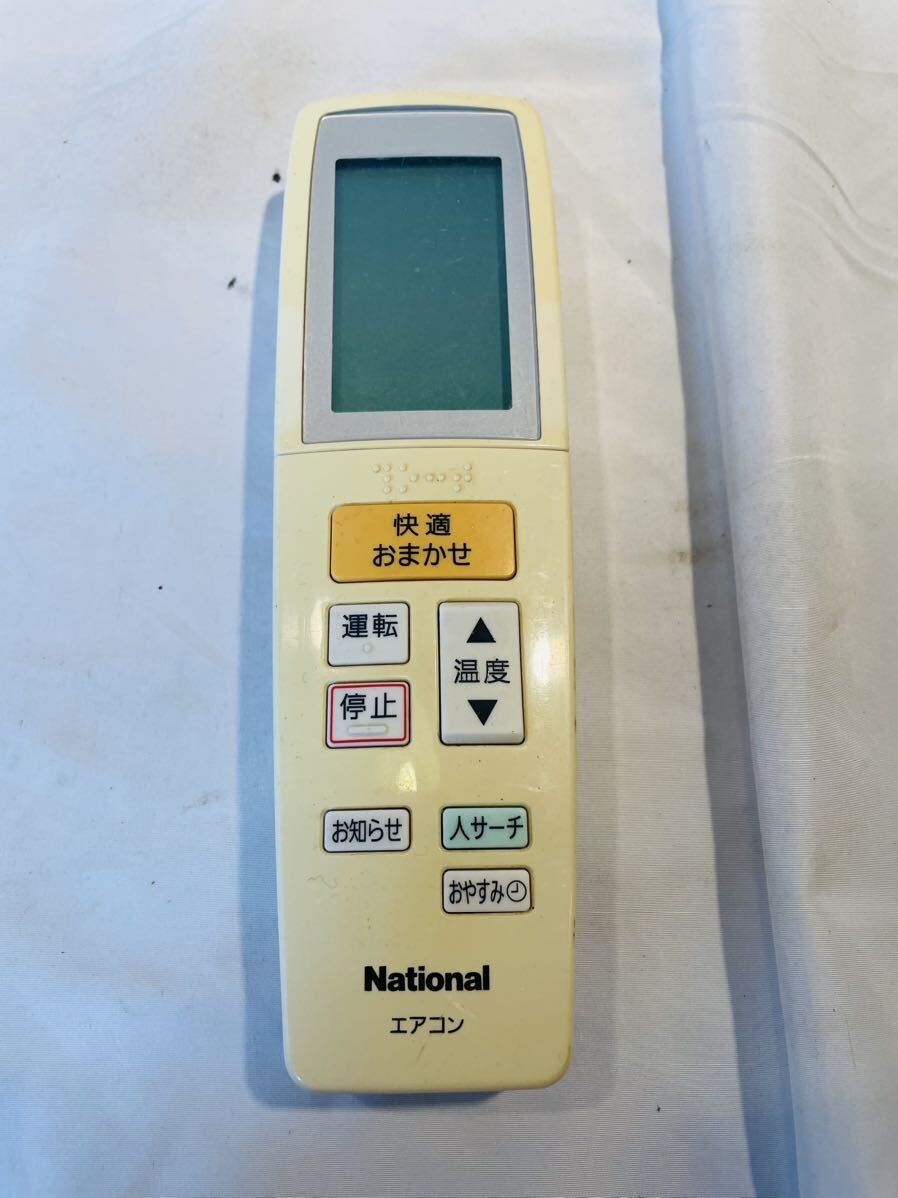 快適
おまかせ
運転
温度
停止
お知らせ
人サーチ
おやすみ
National
エアコン